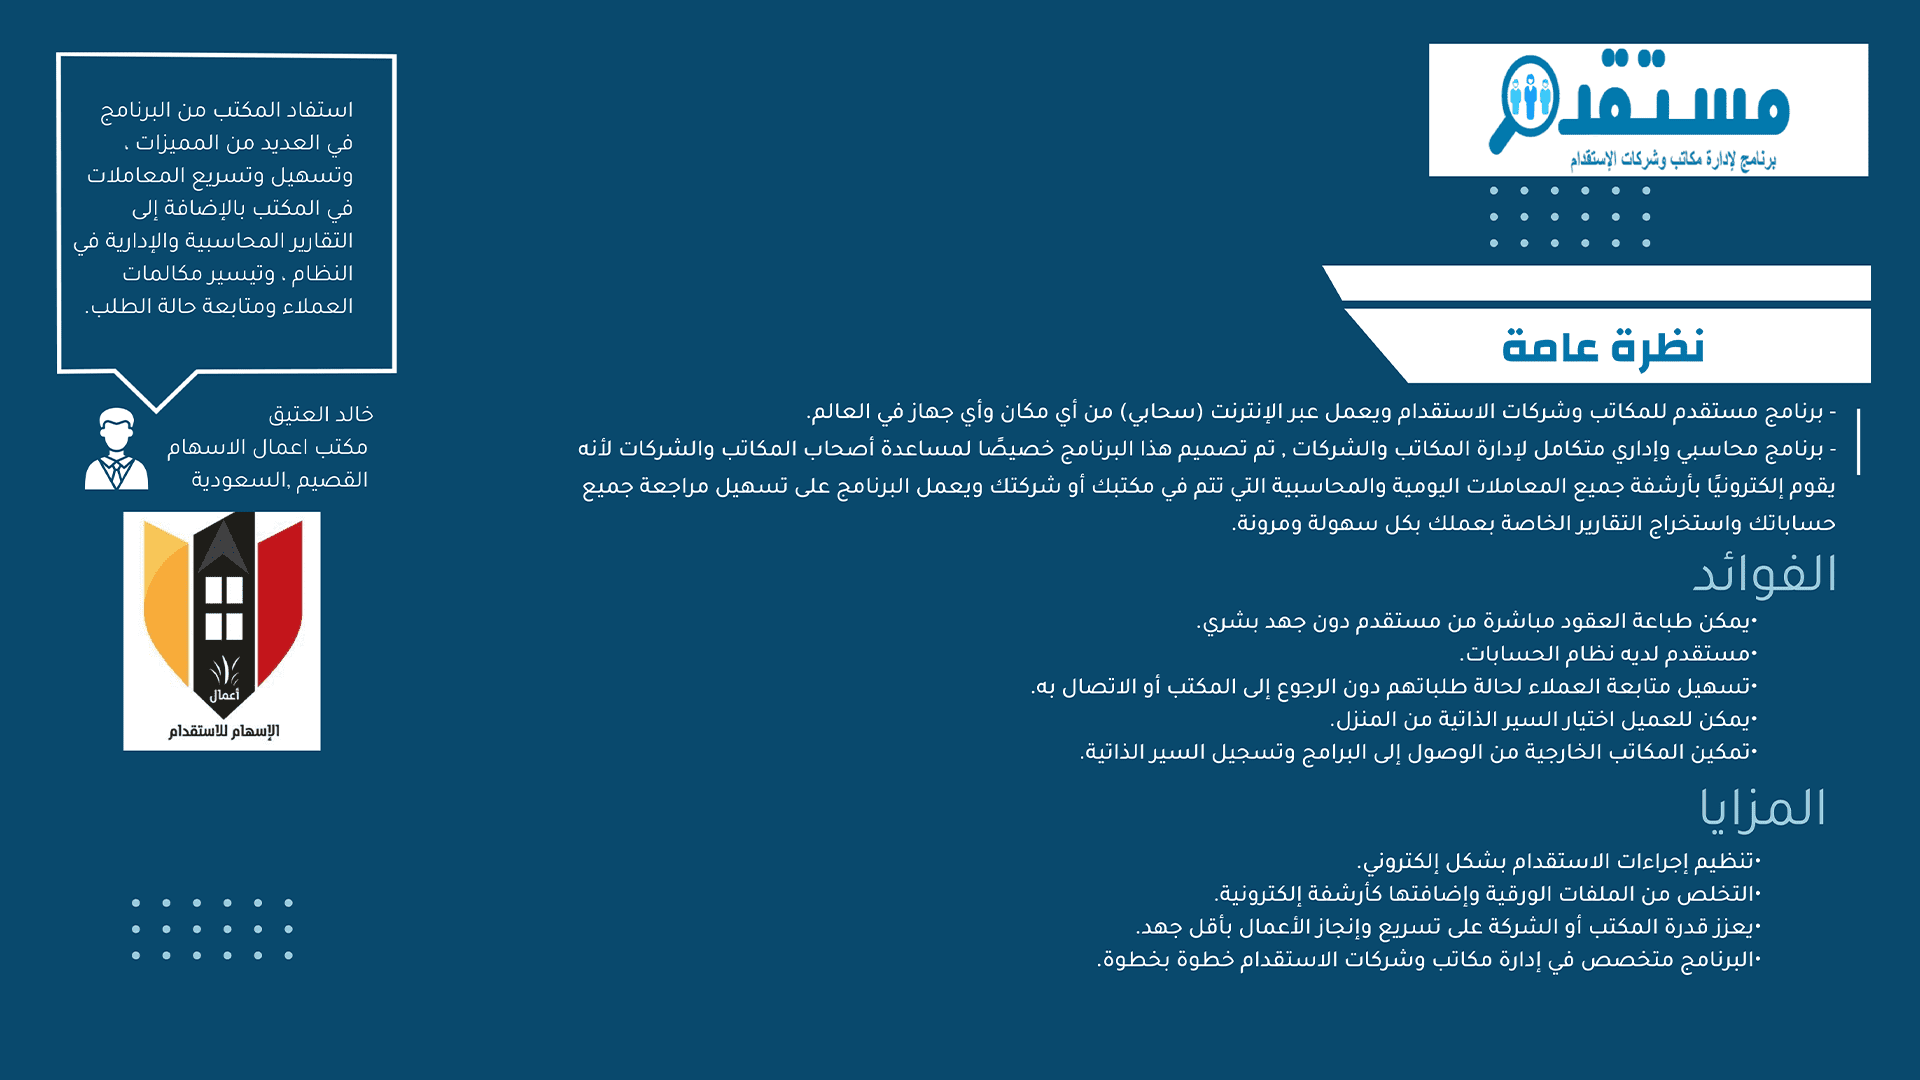 مستقدم
برنامج لإدارة مكاتب وشركات الإستقدام
نظرة عامة
- برنامج مستقدم للمكاتب وشركات الاستقدام ويعمل عبر الإنترنت (سحابي) من أي مكان وأي جهاز في العالم.
- برنامج محاسبي وإداري متكامل لإدارة المكاتب والشركات , تم تصميم هذا البرنامج خصيصًا لمساعدة أصحاب المكاتب والشركات لأنه
يقوم إلكترونيًا بأرشفة جميع المعاملات اليومية والمحاسبية التي تتم في مكتبك أو شركتك ويعمل البرنامج على تسهيل مراجعة جميع
حساباتك واستخراج التقارير الخاصة بعملك بكل سهولة ومرونة.
الفوائد
•يمكن طباعة العقود مباشرة من مستقدم دون جهد بشري.
•مستقدم لديه نظام الحسابات.
•تسهيل متابعة العملاء لحالة طلباتهم دون الرجوع إلى المكتب أو الاتصال به.
•يمكن للعميل اختيار السير الذاتية من المنزل.
•تمكين المكاتب الخارجية من الوصول إلى البرامج وتسجيل السير الذاتية.
المزايا
•تنظيم إجراءات الاستقدام بشكل إلكتروني.
•التخلص من الملفات الورقية وإضافتها كأرشفة إلكترونية.
•يعزز قدرة المكتب أو الشركة على تسريع وإنجاز الأعمال بأقل جهد.
•البرنامج متخصص في إدارة مكاتب وشركات الاستقدام خطوة بخطوة.
استفاد المكتب من البرنامج
في العديد من المميزات ،
وتسهيل وتسريع المعاملات
في المكتب بالإضافة إلى
التقارير المحاسبية والإدارية في
النظام ، وتيسير مكالمات
العملاء ومتابعة حالة الطلب.
خالد العتيق
مكتب اعمال الاسهام
القصيم ,السعودية
أعمال
الإسهام للاستقدام